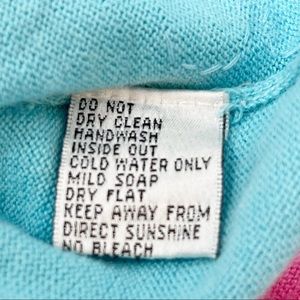 DO NOT
DRY CLEAN
HANDWASH
INSIDE OUT
COLD WATER ONLY
MILD SOAP
DRY FLAT
KEEP AWAY FROM
DIRECT SUNSHINE
NO BLEACH